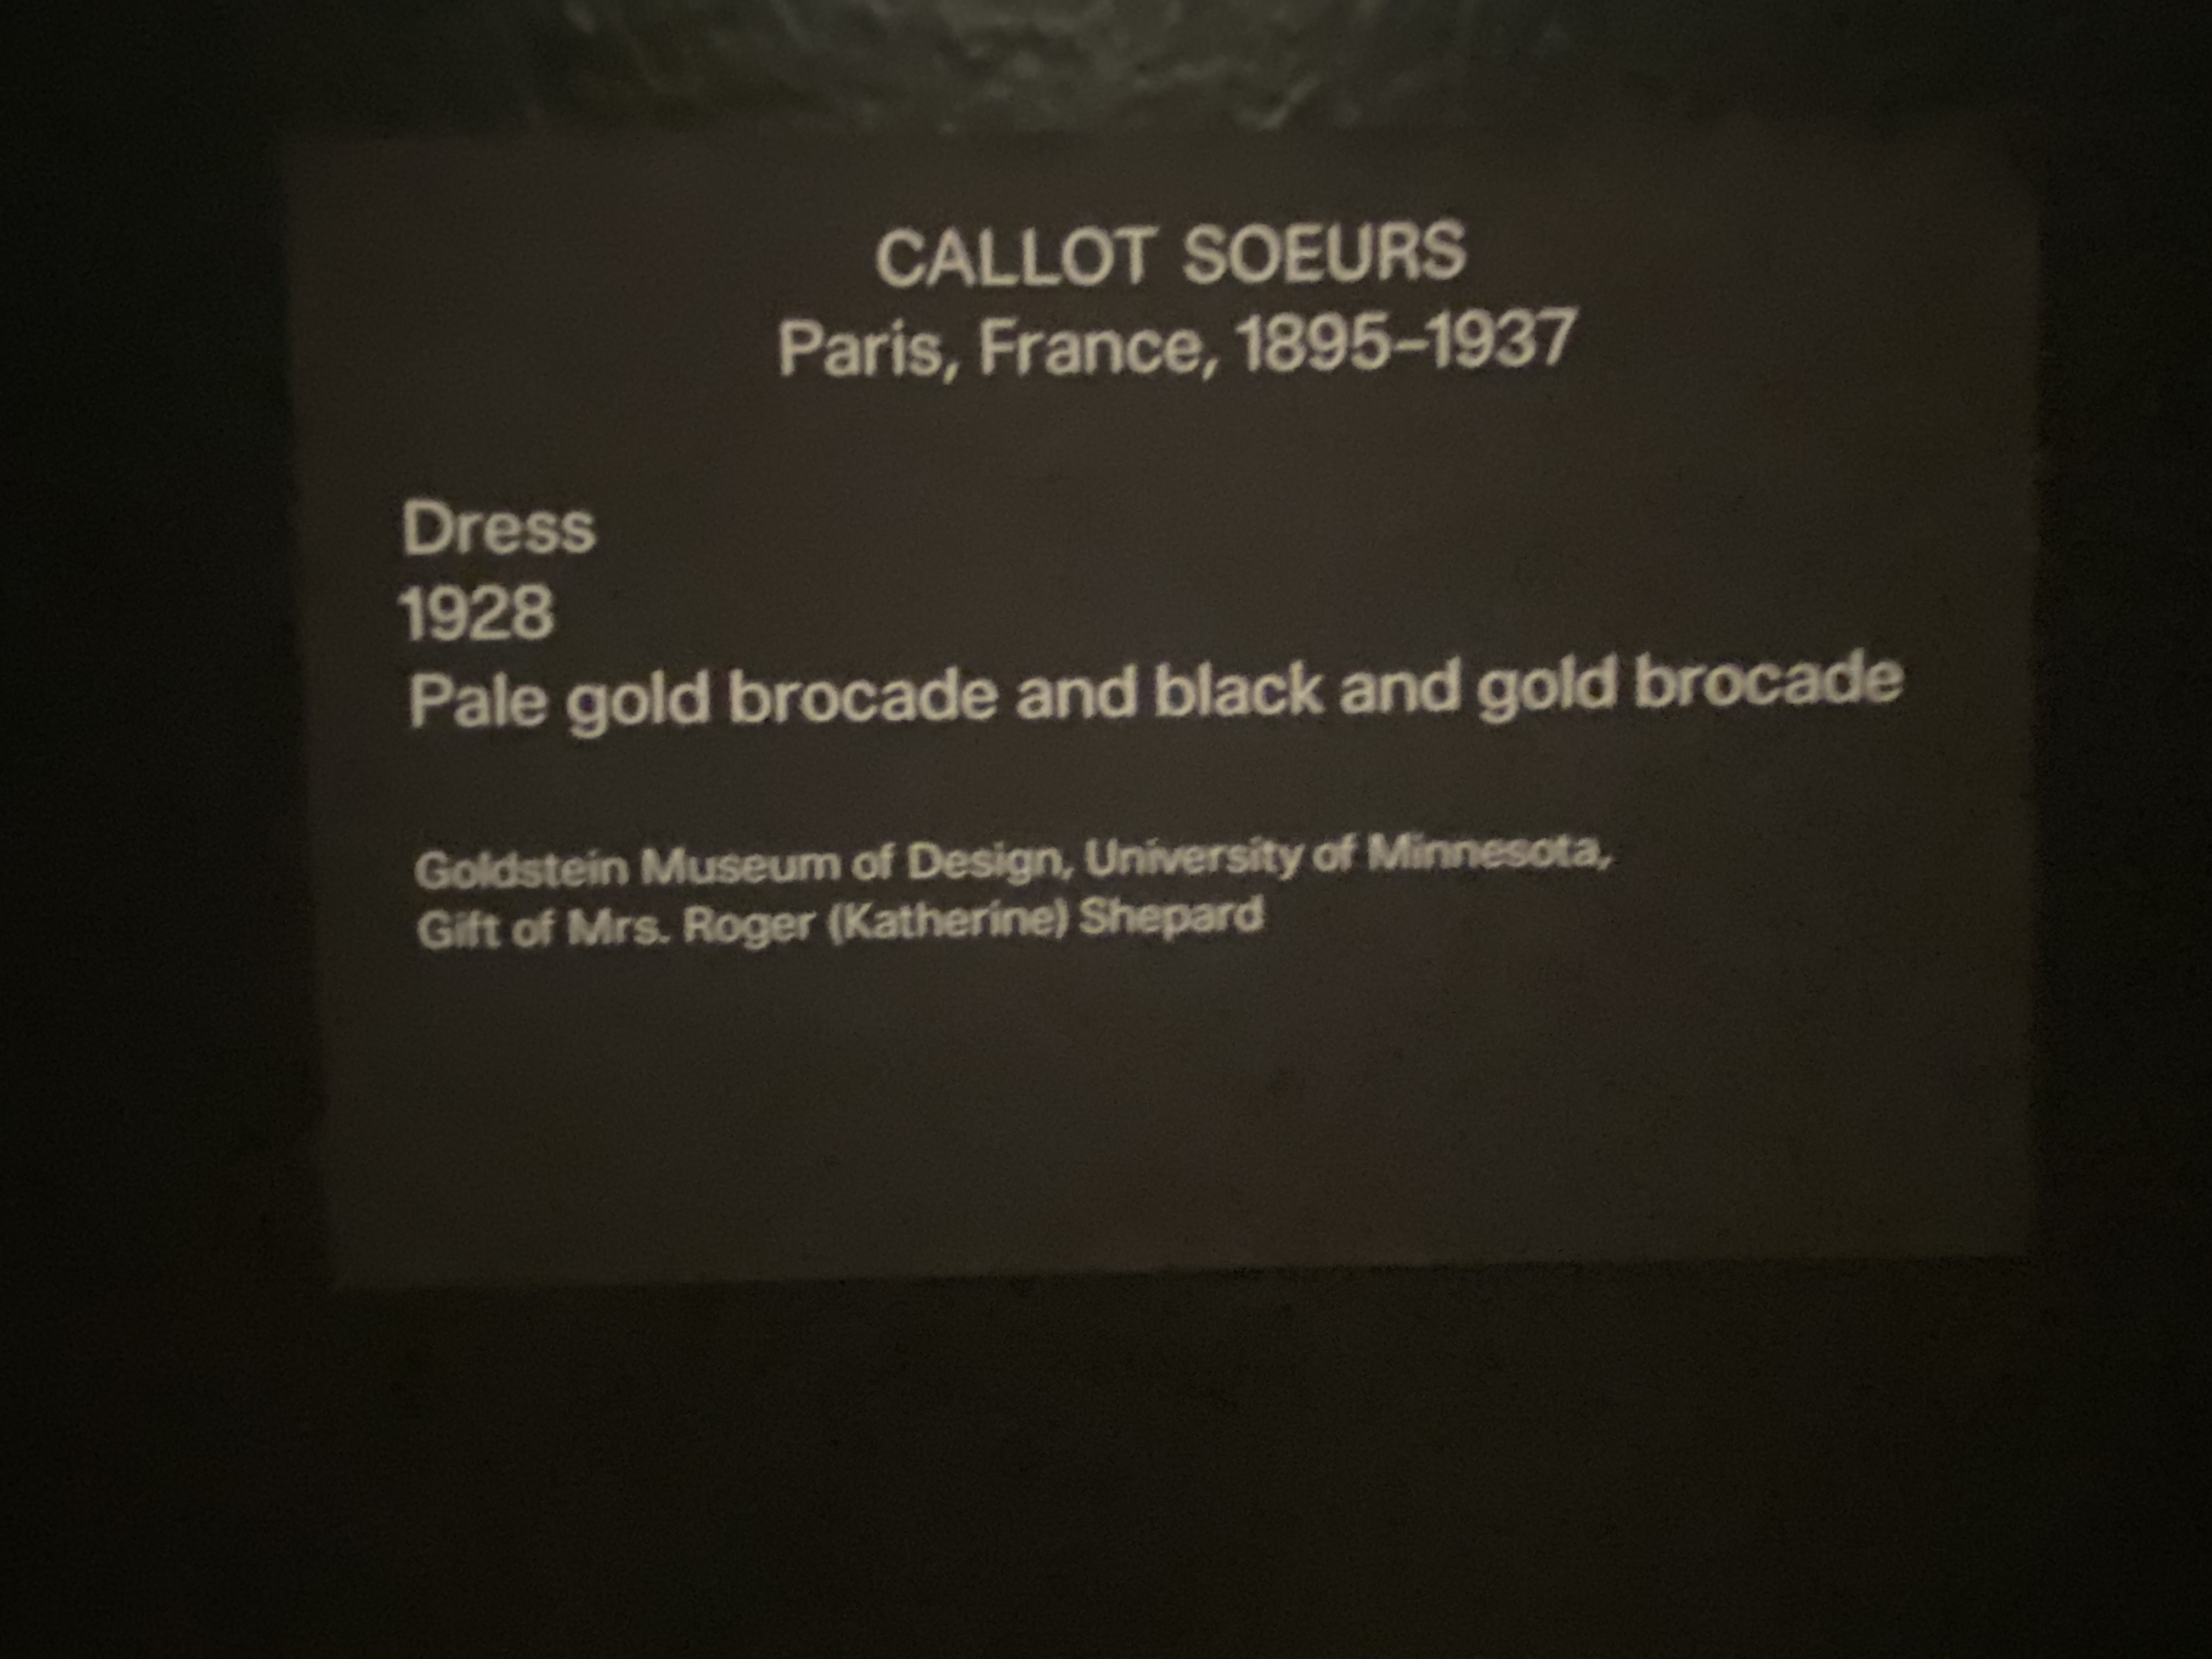 CALLOT SOEURS
Paris, France, 1895–1937
Dress
1928
Pale gold brocade and black and gold brocade
Goldstein Museum of Design, University of Minnesota,
Gift of Mrs. Roger (Katherine) Shepard